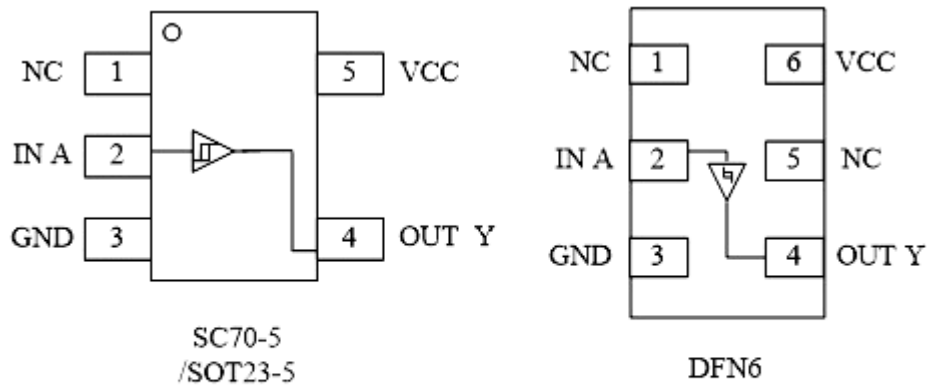 NC 1 5 VCC
IN A 2
GND 3 4 OUT Y
SC70-5
/SOT23-5
NC 1 6 VCC
IN A 2 5 NC
GND 3 4 OUT Y
DFN6